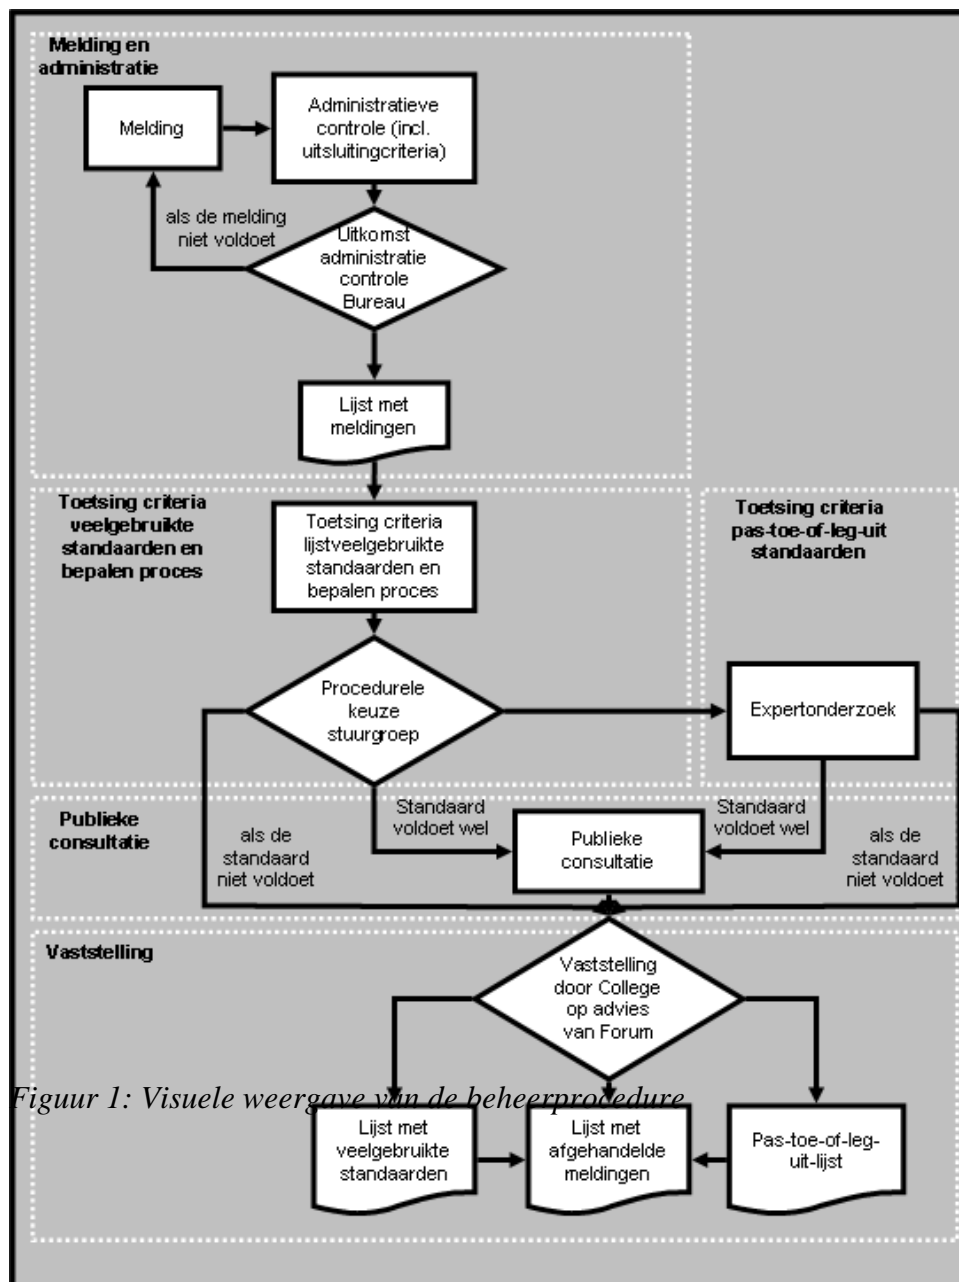 Melding en
administratie
Melding
Administratieve
controle (incl.
uitsluitingcriteria)
als de melding
niet voldoet
Uitkomst
administratie
controle
Bureau
Lijst met
meldingen
Toetsing criteria
veelgebruikte
standaarden en
bepalen proces
Toetsing criteria
lijstveelgebruikte
standaarden en
bepalen proces
Toetsing criteria
pas-toe-of-leg-uit
standaarden
Procedurele
keuze
stuurgroep
Expertonderzoek
Publieke
consultatie
als de
standaard
niet voldoet
Standaard
voldoet wel
Publieke
consultatie
Standaard
voldoet wel
als de
standaard
niet voldoet
Vaststelling
Vaststelling
door College
op advies
van Forum
Figuur 1: Visuele weergave van de beheerprocedure
Lijst met
veelgebruikte
standaarden
Lijst met
afgehandelde
meldingen
Pas-toe-of-leg-
uit-lijst